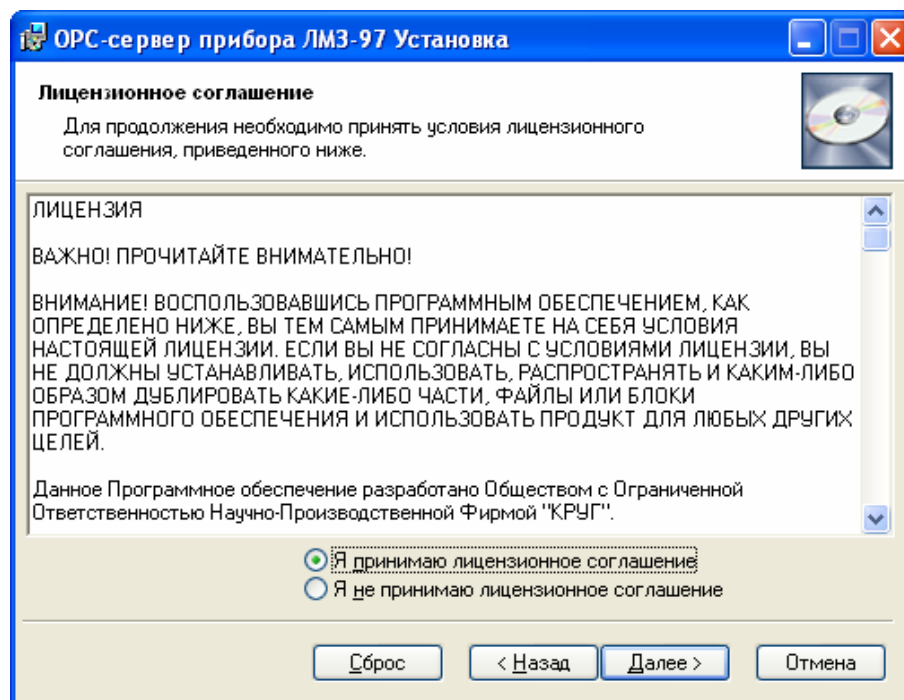 ОРС-сервер прибора ЛМЗ-97 Установка
Лицензионное соглашение
Для продолжения необходимо принять условия лицензионного
соглашения, приведенного ниже.
ЛИЦЕНЗИЯ
ВАЖНО! ПРОЧИТАЙТЕ ВНИМАТЕЛЬНО!
ВНИМАНИЕ! ВОСПОЛЬЗОВАВШИСЬ ПРОГРАММНЫМ ОБЕСПЕЧЕНИЕМ, КАК
ОПРЕДЕЛЕНО НИЖЕ, ВЫ ТЕМ САМЫМ ПРИНИМАЕТЕ НА СЕБЯ УСЛОВИЯ
НАСТОЯЩЕЙ ЛИЦЕНЗИИ. ЕСЛИ ВЫ НЕ СОГЛАСНЫ С УСЛОВИЯМИ ЛИЦЕНЗИИ, ВЫ
НЕ ДОЛЖНЫ УСТАНАВЛИВАТЬ, ИСПОЛЬЗОВАТЬ, РАСПРОСТРАНЯТЬ И КАКИМ-ЛИБО
ОБРАЗОМ ДУБЛИРОВАТЬ КАКИЕ-ЛИБО ЧАСТИ, ФАЙЛЫ ИЛИ БЛОКИ
ПРОГРАММНОГО ОБЕСПЕЧЕНИЯ И ИСПОЛЬЗОВАТЬ ПРОДУКТ ДЛЯ ЛЮБЫХ ДРУГИХ
ЦЕЛЕЙ.
Данное Программное обеспечение разработано Обществом с Ограниченной
Ответственностью Научно-Производственной Фирмой "КРУГ".
Я принимаю лицензионное соглашение
Я не принимаю лицензионное соглашение
Сброс
< Назад
Далее >
Отмена